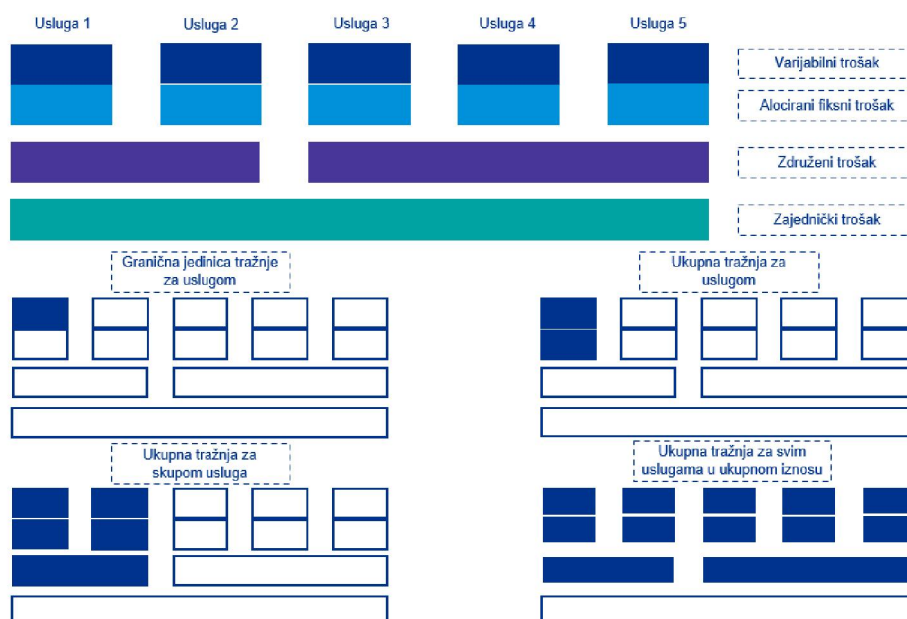 Usluga 1
Usluga 2
Usluga 3
Usluga 4
Usluga 5
Varijabilni trošak
Alocirani fiksni trošak
Združeni trošak
Zajednički trošak
Granična jedinica tražnje
za uslugom
Ukupna tražnja za
uslugom
Ukupna tražnja za
skupom usluga
Ukupna tražnja za svim
uslugama u ukupnom iznosu